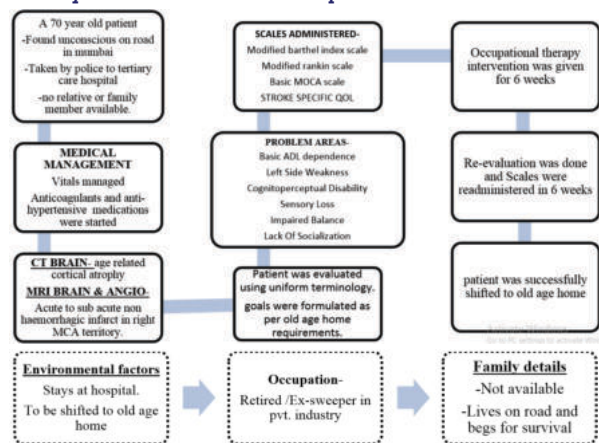 A 70 year old patient
-Found unconscious on road in mumbai
-Taken by police to tertiary care hospital
-no relative or family member available.
MEDICAL MANAGEMENT
Vitals managed
Anticoagulants and anti-hypertensive medications were started
CT BRAIN- age related cortical atrophy
MRI BRAIN & ANGIO-
Acute to sub acute non haemorrhagic infarct in right MCA territory.
Patient was evaluated using uniform terminology.
goals were formulated as per old age home requirements.
PROBLEM AREAS-
Basic ADL dependence
Left Side Weakness
Cognitoperceptual Disability
Sensory Loss
Impaired Balance
Lack Of Socialization
SCALES ADMINISTERED-
Modified barthel index scale
Modified rankin scale
Basic MOCA scale
STROKE SPECIFIC QOL
Occupational therapy intervention was given for 6 weeks
Re-evaluation was done and Scales were readministered in 6 weeks
patient was successfully shifted to old age home
Environmental factors
Stays at hospital.
To be shifted to old age home
Occupation-
Retired /Ex-sweeper in pvt. industry
Family details
-Not available
-Lives on road and begs for survival